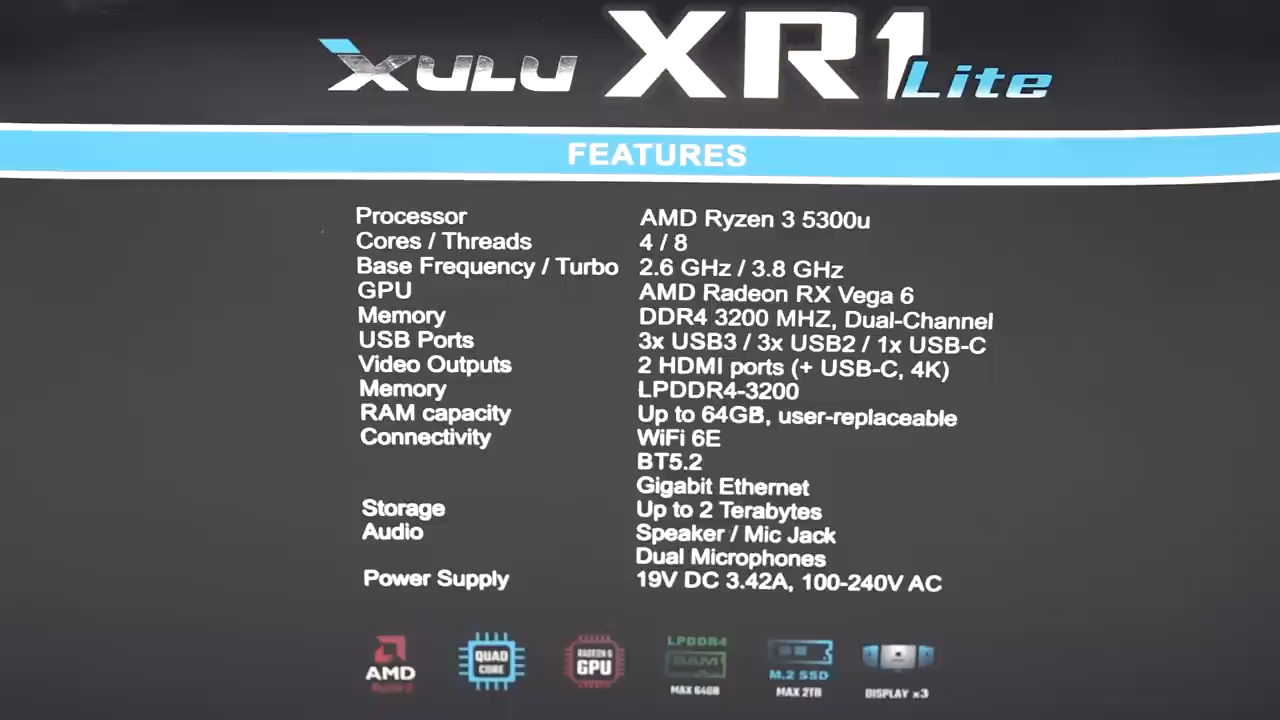 XULU XR1 Lite
FEATURES
Processor AMD Ryzen 3 5300u
Cores / Threads 4 / 8
Base Frequency / Turbo 2.6 GHz / 3.8 GHz
GPU AMD Radeon RX Vega 6
Memory DDR4 3200 MHZ, Dual-Channel
USB Ports 3x USB3 / 3x USB2 / 1x USB-C
Video Outputs 2 HDMI ports (+ USB-C, 4K)
Memory LPDDR4-3200
RAM capacity Up to 64GB, user-replaceable
Connectivity WiFi 6E
BT5.2
Gigabit Ethernet
Storage Up to 2 Terabytes
Audio Speaker / Mic Jack
Dual Microphones
Power Supply 19V DC 3.42A, 100-240V AC
AMD
QUAD CORE
RADEON 6 GPU
LPDDR4 RAM MAX 64GB
M.2 SSD MAX 2TB
DISPLAY x3